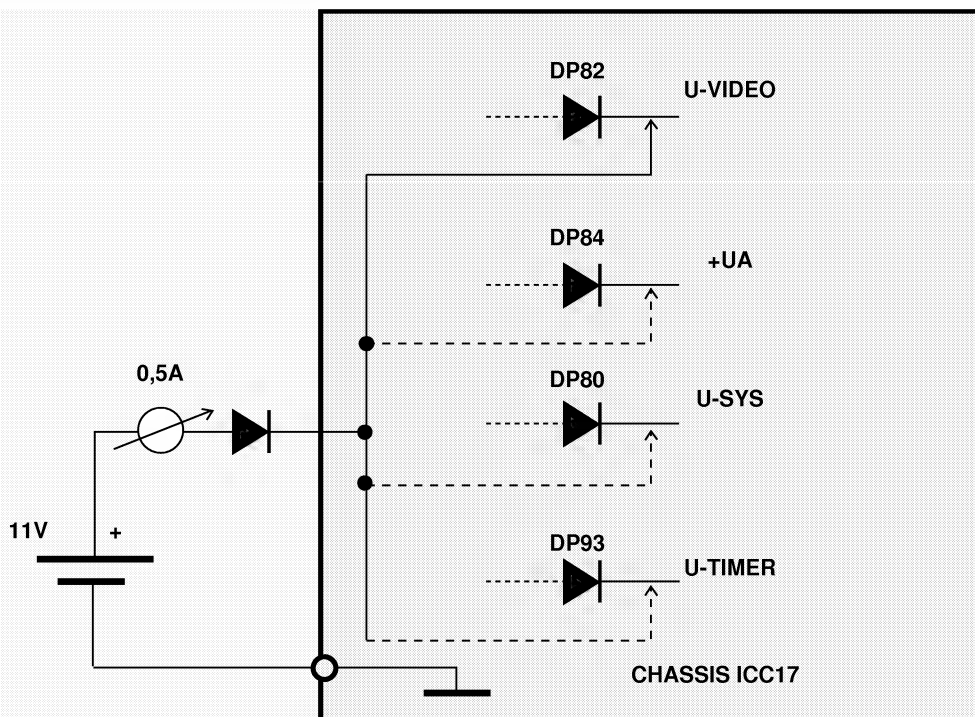 DP82
U-VIDEO
DP84
+UA
0,5A
DP80
U-SYS
11V
+
DP93
U-TIMER
CHASSIS ICC17